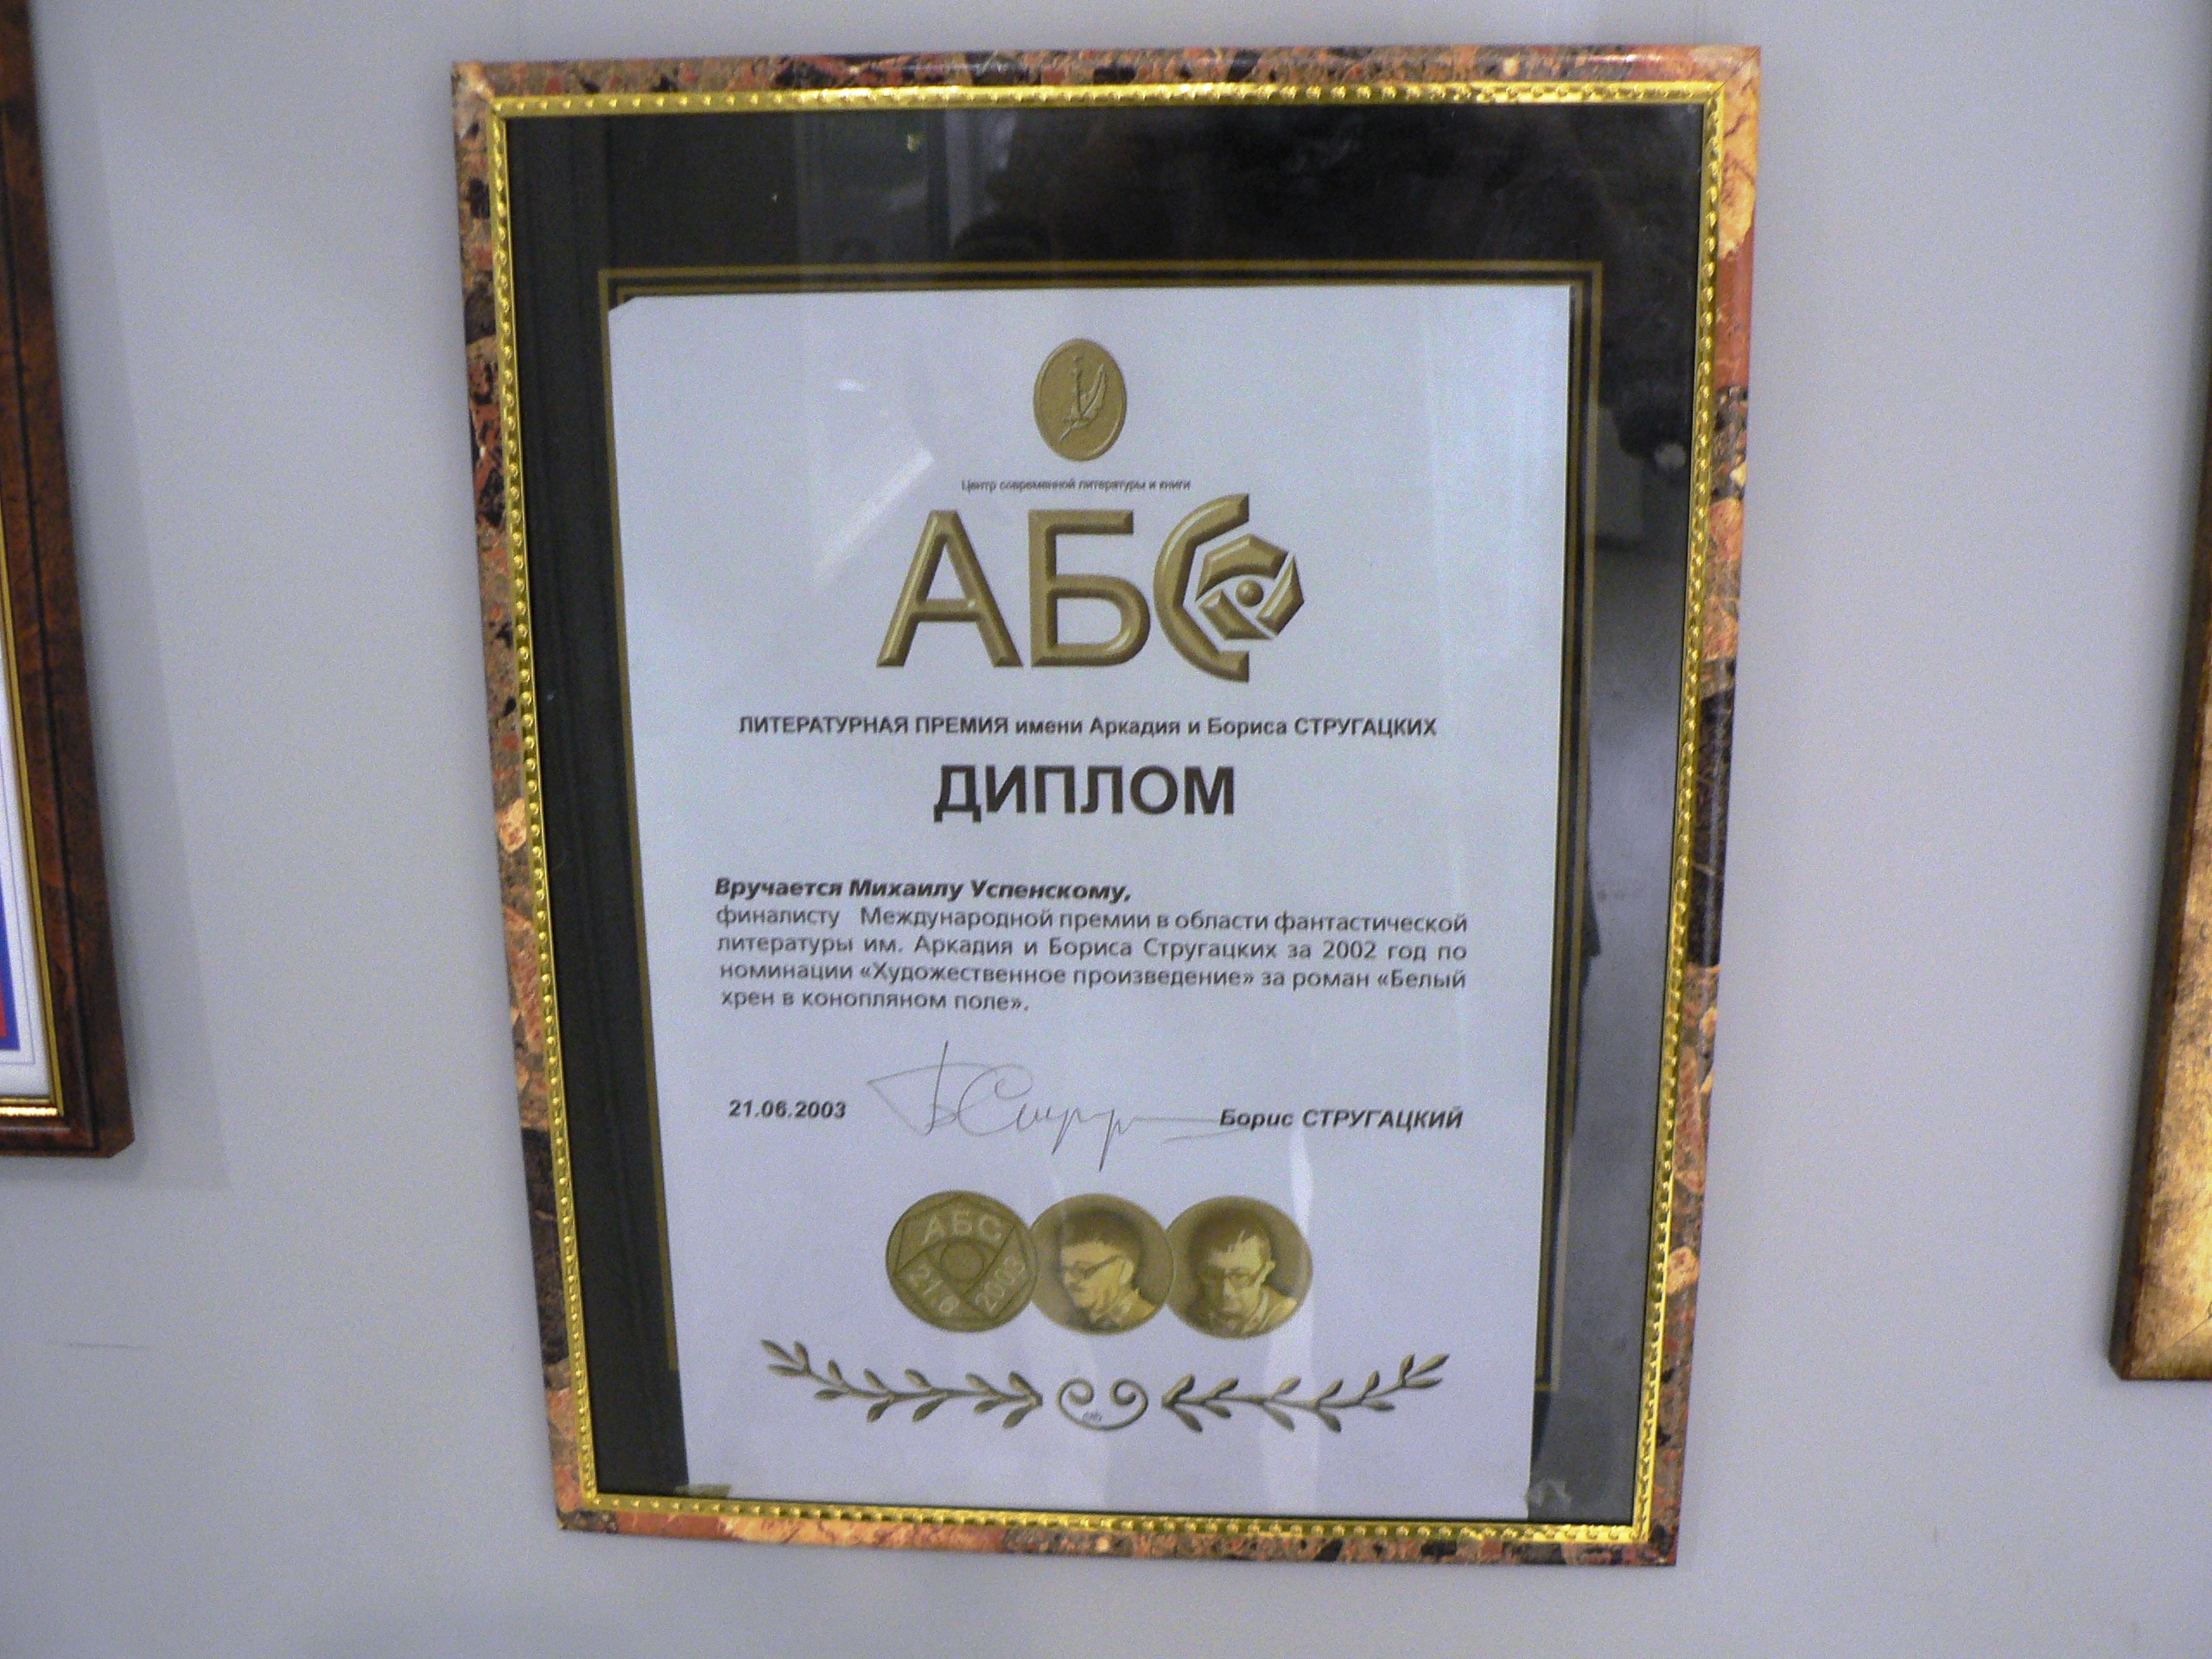 Центр современной литературы и книги
АБС
ЛИТЕРАТУРНАЯ ПРЕМИЯ имени Аркадия и Бориса СТРУГАЦКИХ
ДИПЛОМ
Вручается Михаилу Успенскому,
финалисту Международной премии в области фантастической
литературы им. Аркадия и Бориса Стругацких за 2002 год по
номинации «Художественное произведение» за роман «Белый
хрен в конопляном поле».
21.06.2003
Борис СТРУГАЦКИЙ
АБС
21.6
2003